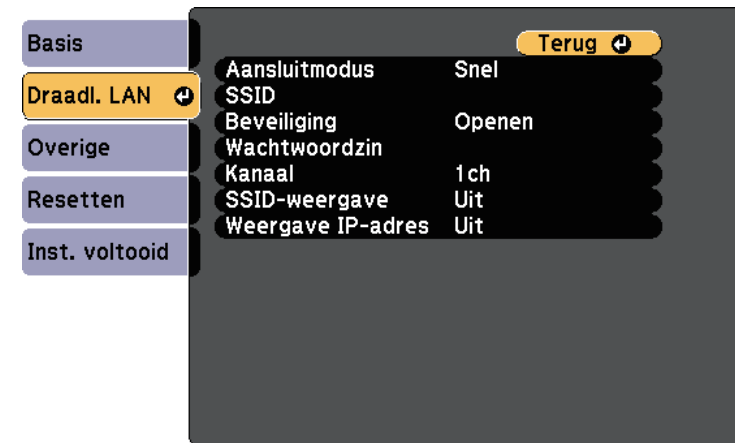 Basis
Draadl. LAN
Overige
Resetten
Inst. voltooid
Terug
Aansluitmodus Snel
SSID
Beveiliging Openen
Wachtwoordzin
Kanaal 1ch
SSID-weergave Uit
Weergave IP-adres Uit